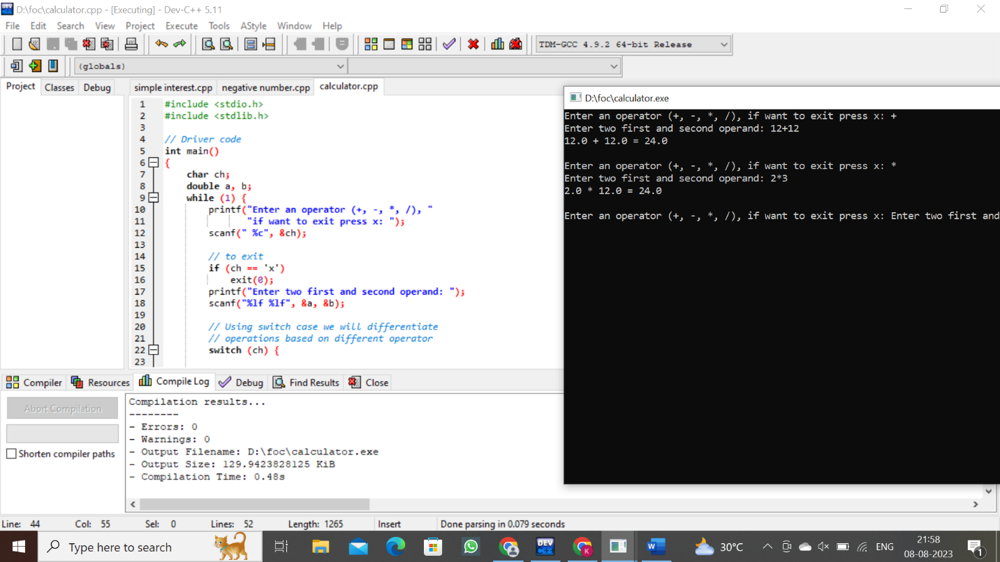 D:\foc\calculator.cpp - [Executing] - Dev-C++ 5.11
File Edit Search View Project Execute Tools AStyle Window Help
TDM-GCC 4.9.2 64-bit Release
(globals)
Project Classes Debug
simple interest.cpp negative number.cpp calculator.cpp
1 #include <stdio.h>
2 #include <stdlib.h>
3
4 // Driver code
5 int main()
6 {
7 char ch;
8 double a, b;
9 while (1) {
10 printf("Enter an operator (+, -, *, /), "
11 "if want to exit press x: ");
12 scanf(" %c", &ch);
13
14 // to exit
15 if (ch == 'x')
16 exit(0);
17 printf("Enter two first and second operand: ");
18 scanf("%lf %lf", &a, &b);
19
20 // Using switch case we will differentiate
21 // operations based on different operator
22 switch (ch) {
23
D:\foc\calculator.exe
Enter an operator (+, -, *, /), if want to exit press x: +
Enter two first and second operand: 12+12
12.0 + 12.0 = 24.0
Enter an operator (+, -, *, /), if want to exit press x: *
Enter two first and second operand: 2*3
2.0 * 12.0 = 24.0
Enter an operator (+, -, *, /), if want to exit press x: Enter two first and
Compiler Resources Compile Log Debug Find Results Close
Abort Compilation
Shorten compiler paths
Compilation results...
--------
- Errors: 0
- Warnings: 0
- Output Filename: D:\foc\calculator.exe
- Output Size: 129.9423828125 KiB
- Compilation Time: 0.48s
Line: 44 Col: 55 Sel: 0 Lines: 52 Length: 1265 Insert Done parsing in 0.079 seconds
Type here to search
DEV C++
K
W
30°C
ENG
21:58
08-08-2023
1